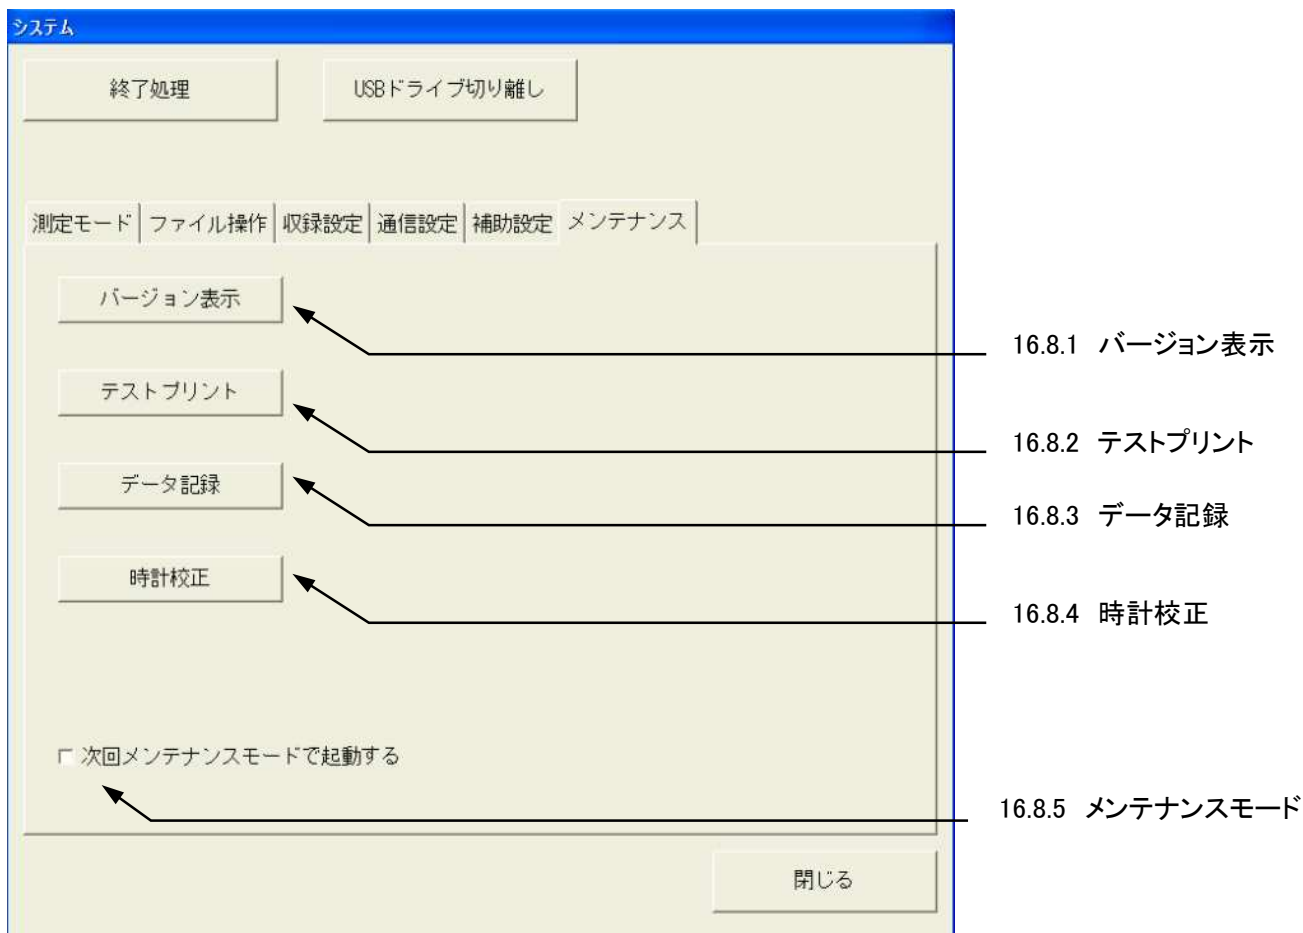 システム
終了処理
USBドライブ切り離し
測定モード
ファイル操作
収録設定
通信設定
補助設定
メンテナンス
バージョン表示
16.8.1 バージョン表示
テストプリント
16.8.2 テストプリント
データ記録
16.8.3 データ記録
時計校正
16.8.4 時計校正
次回メンテナンスモードで起動する
16.8.5 メンテナンスモード
閉じる